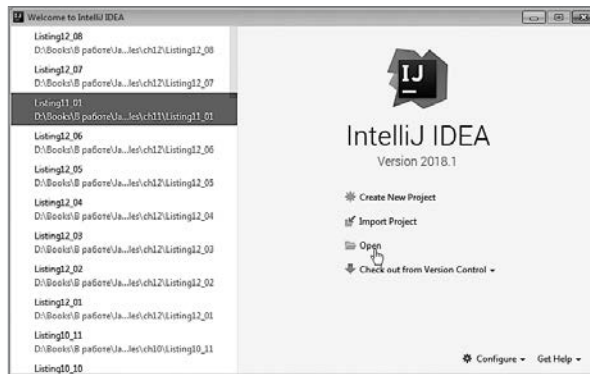 Welcome to IntelliJ IDEA
Listing12_08
D:\Books\В работе\Ja...les\ch12\Listing12_08
Listing12_07
D:\Books\В работе\Ja...les\ch12\Listing12_07
Listing11_01
D:\Books\В работе\Ja...les\ch11\Listing11_01
Listing12_06
D:\Books\В работе\Ja...les\ch12\Listing12_06
Listing12_05
D:\Books\В работе\Ja...les\ch12\Listing12_05
Listing12_04
D:\Books\В работе\Ja...les\ch12\Listing12_04
Listing12_03
D:\Books\В работе\Ja...les\ch12\Listing12_03
Listing12_02
D:\Books\В работе\Ja...les\ch12\Listing12_02
Listing12_01
D:\Books\В работе\Ja...les\ch12\Listing12_01
Listing10_11
D:\Books\В работе\Ja...les\ch10\Listing10_11
Listing10_10
IJ
IntelliJ IDEA
Version 2018.1
Create New Project
Import Project
Open
Check out from Version Control
Configure
Get Help